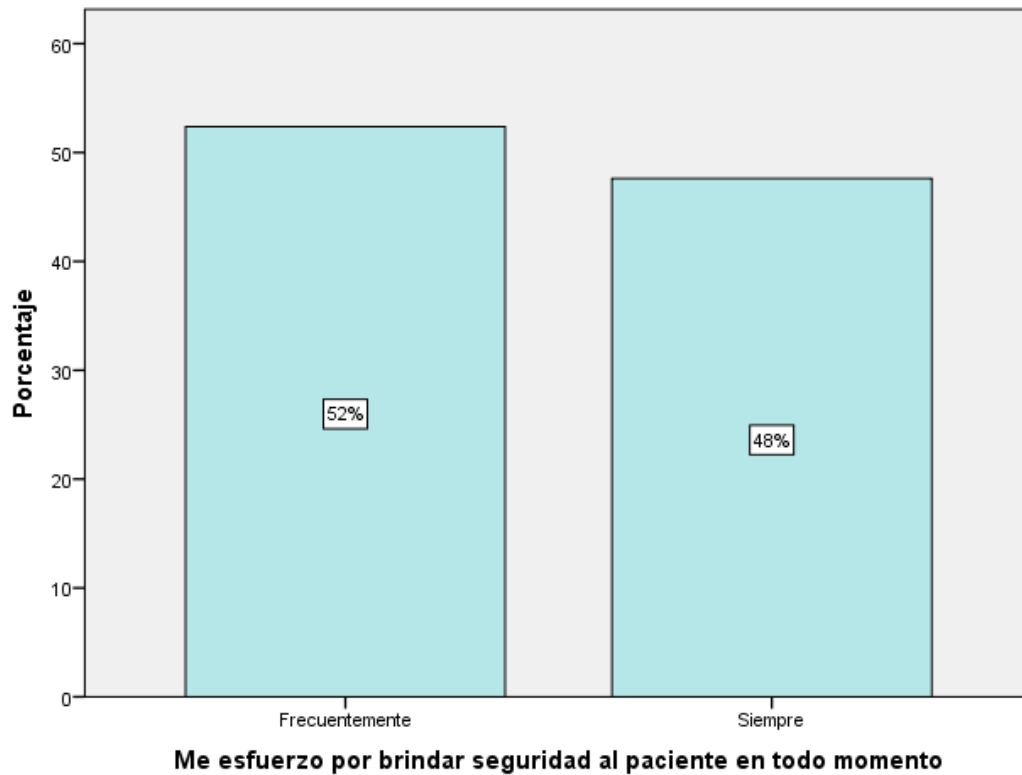 Porcentaje
60
50
40
30
20
10
0
52%
48%
Frecuentemente
Siempre
Me esfuerzo por brindar seguridad al paciente en todo momento